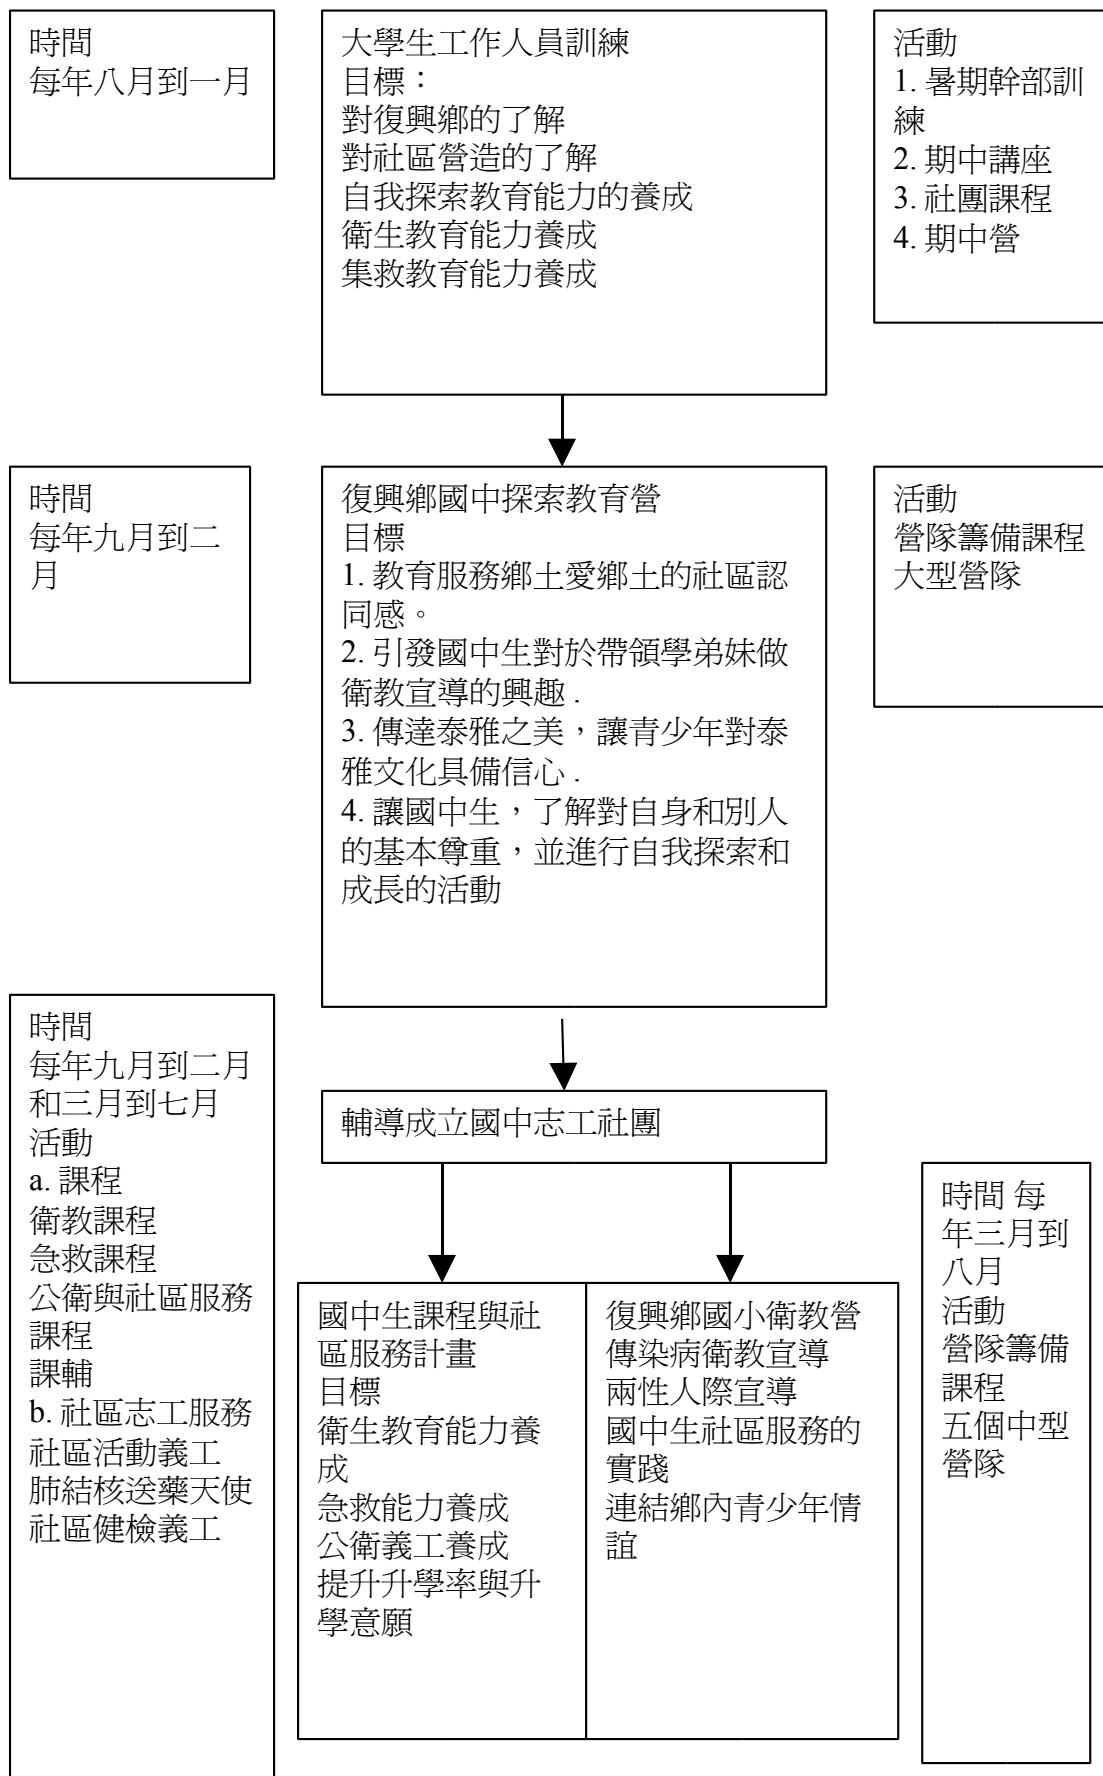 時間
每年八月到一月
大學生工作人員訓練
目標：
對復興鄉的了解
對社區營造的了解
自我探索教育能力的養成
衛生教育能力養成
集救教育能力養成
活動
1. 暑期幹部訓
練
2. 期中講座
3. 社團課程
4. 期中營
時間
每年九月到二
月
復興鄉國中探索教育營
目標
1. 教育服務鄉土愛鄉土的社區認
同感。
2. 引發國中生對於帶領學弟妹做
衛教宣導的興趣 .
3. 傳達泰雅之美，讓青少年對泰
雅文化具備信心 .
4. 讓國中生，了解對自身和別人
的基本尊重，並進行自我探索和
成長的活動
活動
營隊籌備課程
大型營隊
時間
每年九月到二月
和三月到七月
活動
a. 課程
衛教課程
急救課程
公衛與社區服務
課程
課輔
b. 社區志工服務
社區活動義工
肺結核送藥天使
社區健檢義工
輔導成立國中志工社團
國中生課程與社
區服務計畫
目標
衛生教育能力養
成
急救能力養成
公衛義工養成
提升升學率與升
學意願
復興鄉國小衛教營
傳染病衛教宣導
兩性人際宣導
國中生社區服務的
實踐
連結鄉內青少年情
誼
時間 每
年三月到
八月
活動
營隊籌備
課程
五個中型
營隊